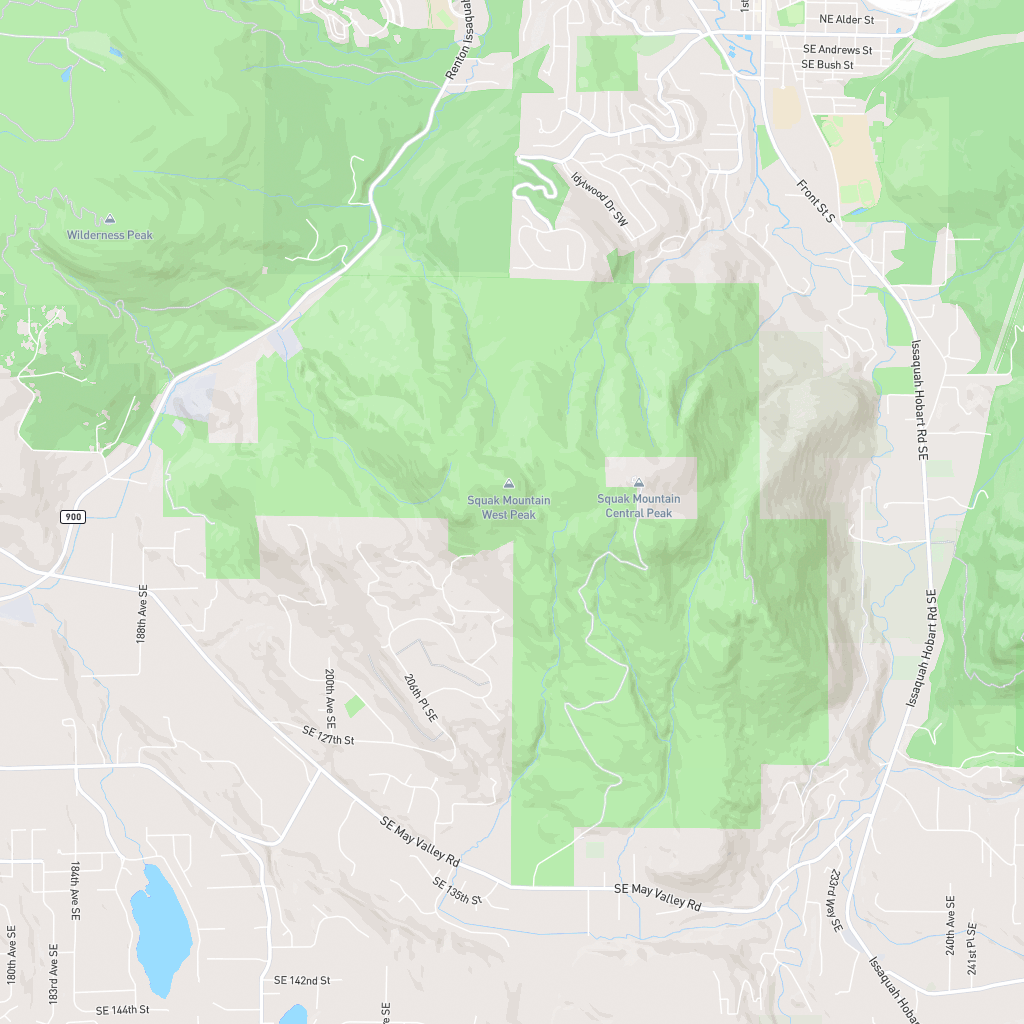 NE Alder St
SE Andrews St
SE Bush St
1st
Renton Issaquah
Idylwood Dr SW
Front St S
Wilderness Peak
Issaquah Hobart Rd SE
Squak Mountain
West Peak
Squak Mountain
Central Peak
900
188th Ave SE
Issaquah Hobart Rd SE
200th Ave SE
206th Pl SE
SE 127th St
SE May Valley Rd
SE 135th St
SE May Valley Rd
184th Ave SE
233rd Way SE
180th Ave SE
183rd Ave SE
240th Ave SE
241st Pl SE
SE 142nd St
SE 144th St
ve SE
Issaquah Hobar